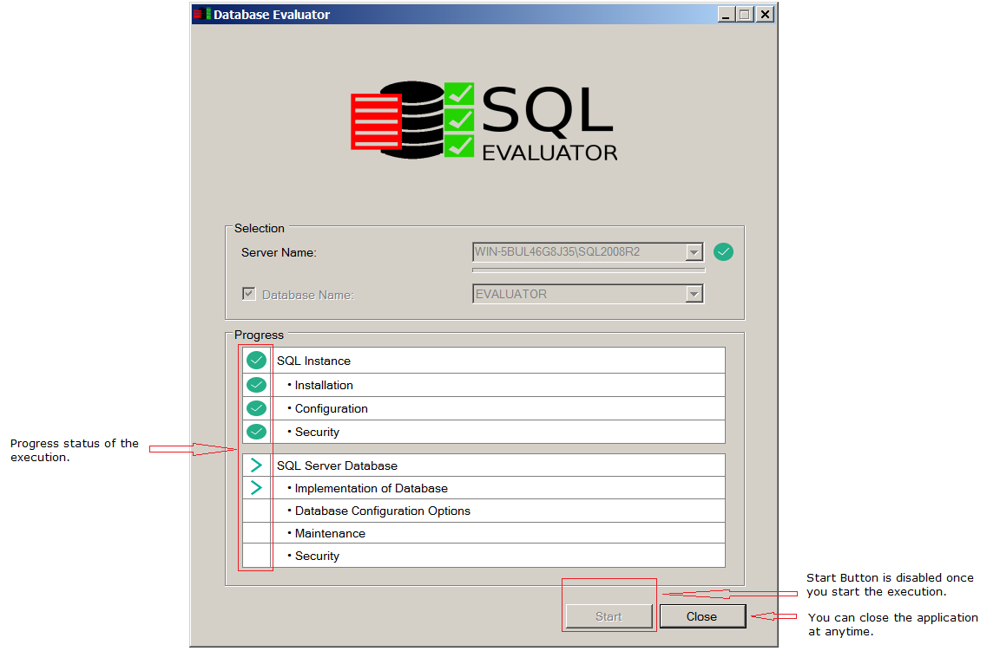 Database Evaluator
SQL
EVALUATOR
Selection
Server Name:
WIN-5BUL46G8J35\SQL2008R2
Database Name:
EVALUATOR
Progress
SQL Instance
• Installation
• Configuration
• Security
SQL Server Database
• Implementation of Database
• Database Configuration Options
• Maintenance
• Security
Progress status of the
execution.
Start
Close
Start Button is disabled once
you start the execution.
You can close the application
at anytime.